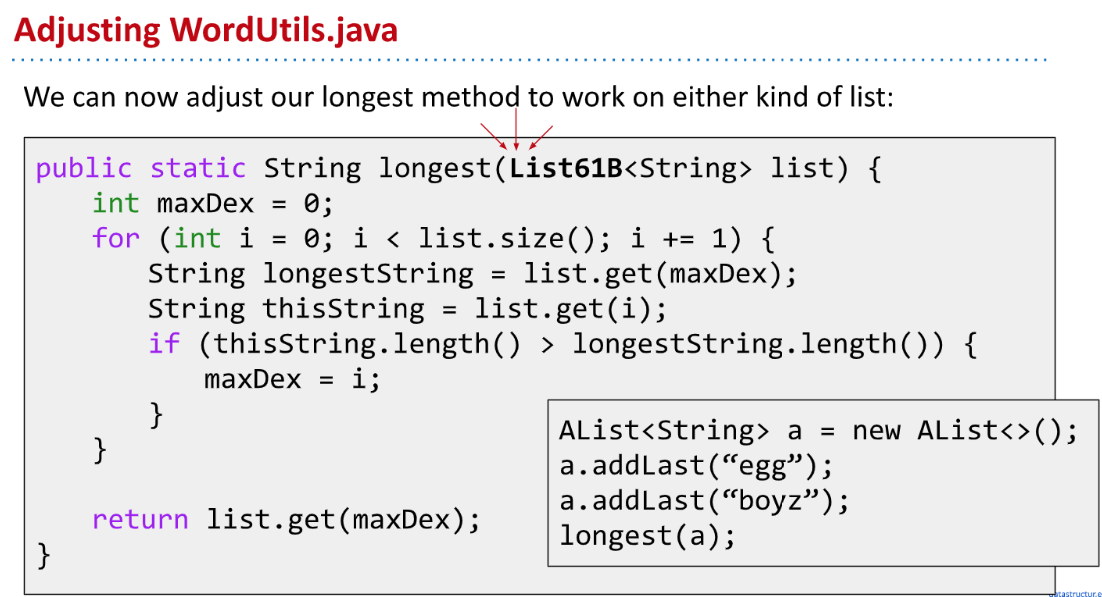 Adjusting WordUtils.java
We can now adjust our longest method to work on either kind of list:
public static String longest(List61B<String> list) {
int maxDex = 0;
for (int i = 0; i < list.size(); i += 1) {
String longestString = list.get(maxDex);
String thisString = list.get(i);
if (thisString.length() > longestString.length()) {
maxDex = i;
}
}
return list.get(maxDex);
}
AList<String> a = new AList<>();
a.addLast(“egg”);
a.addLast(“boyz”);
longest(a);
datastructur.e